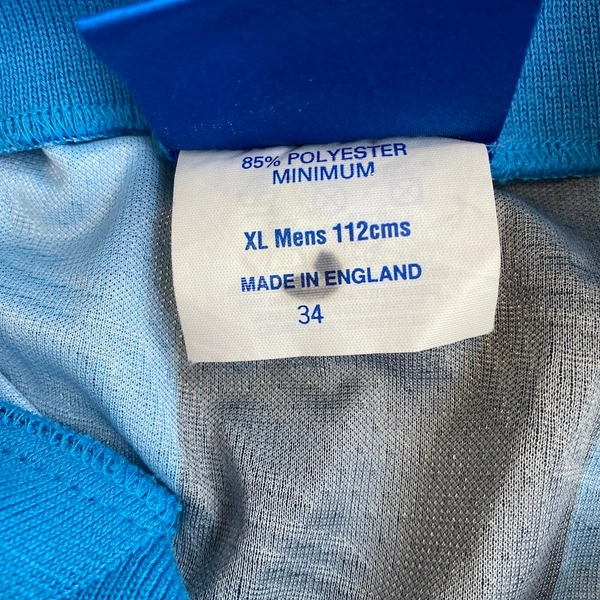 85% POLYESTER
MINIMUM
XL Mens 112cms
MADE IN ENGLAND
34